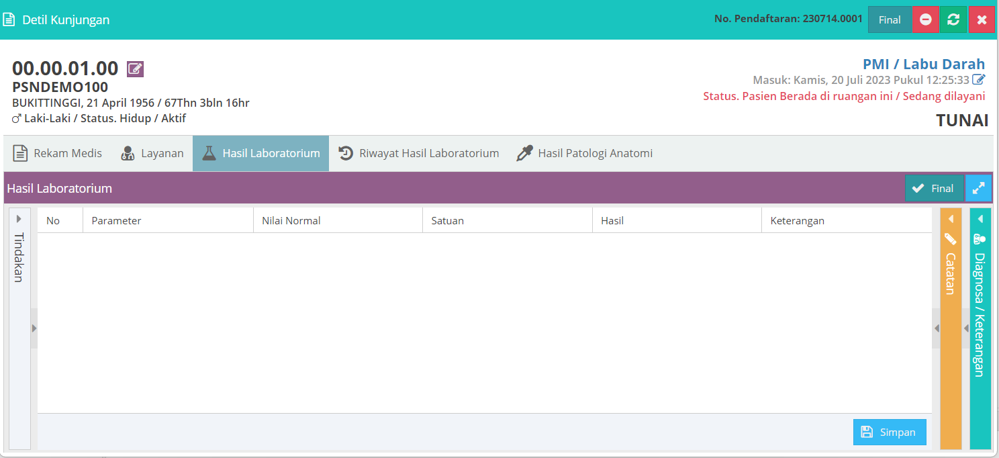 Detil Kunjungan
No. Pendaftaran: 230714.0001
Final
00.00.01.00
PSNDEMO100
BUKITTINGGI, 21 April 1956 / 67Thn 3bln 16hr
Laki-Laki / Status. Hidup / Aktif
PMI / Labu Darah
Masuk: Kamis, 20 Juli 2023 Pukul 12:25:33
Status. Pasien Berada di ruangan ini / Sedang dilayani
TUNAI
Rekam Medis
Layanan
Hasil Laboratorium
Riwayat Hasil Laboratorium
Hasil Patologi Anatomi
Hasil Laboratorium
Final
Tindakan
No
Parameter
Nilai Normal
Satuan
Hasil
Keterangan
Catatan
Diagnosa / Keterangan
Simpan